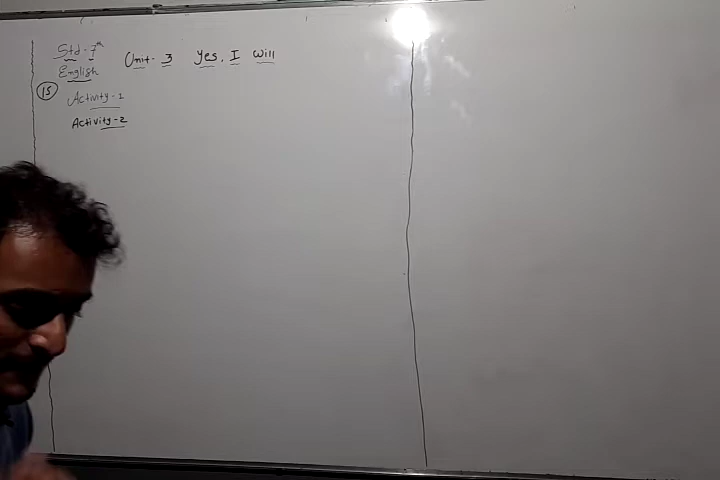 Std - 7th
Unit - 3 Yes, I Will
English
15
Activity - 1
Activity - 2